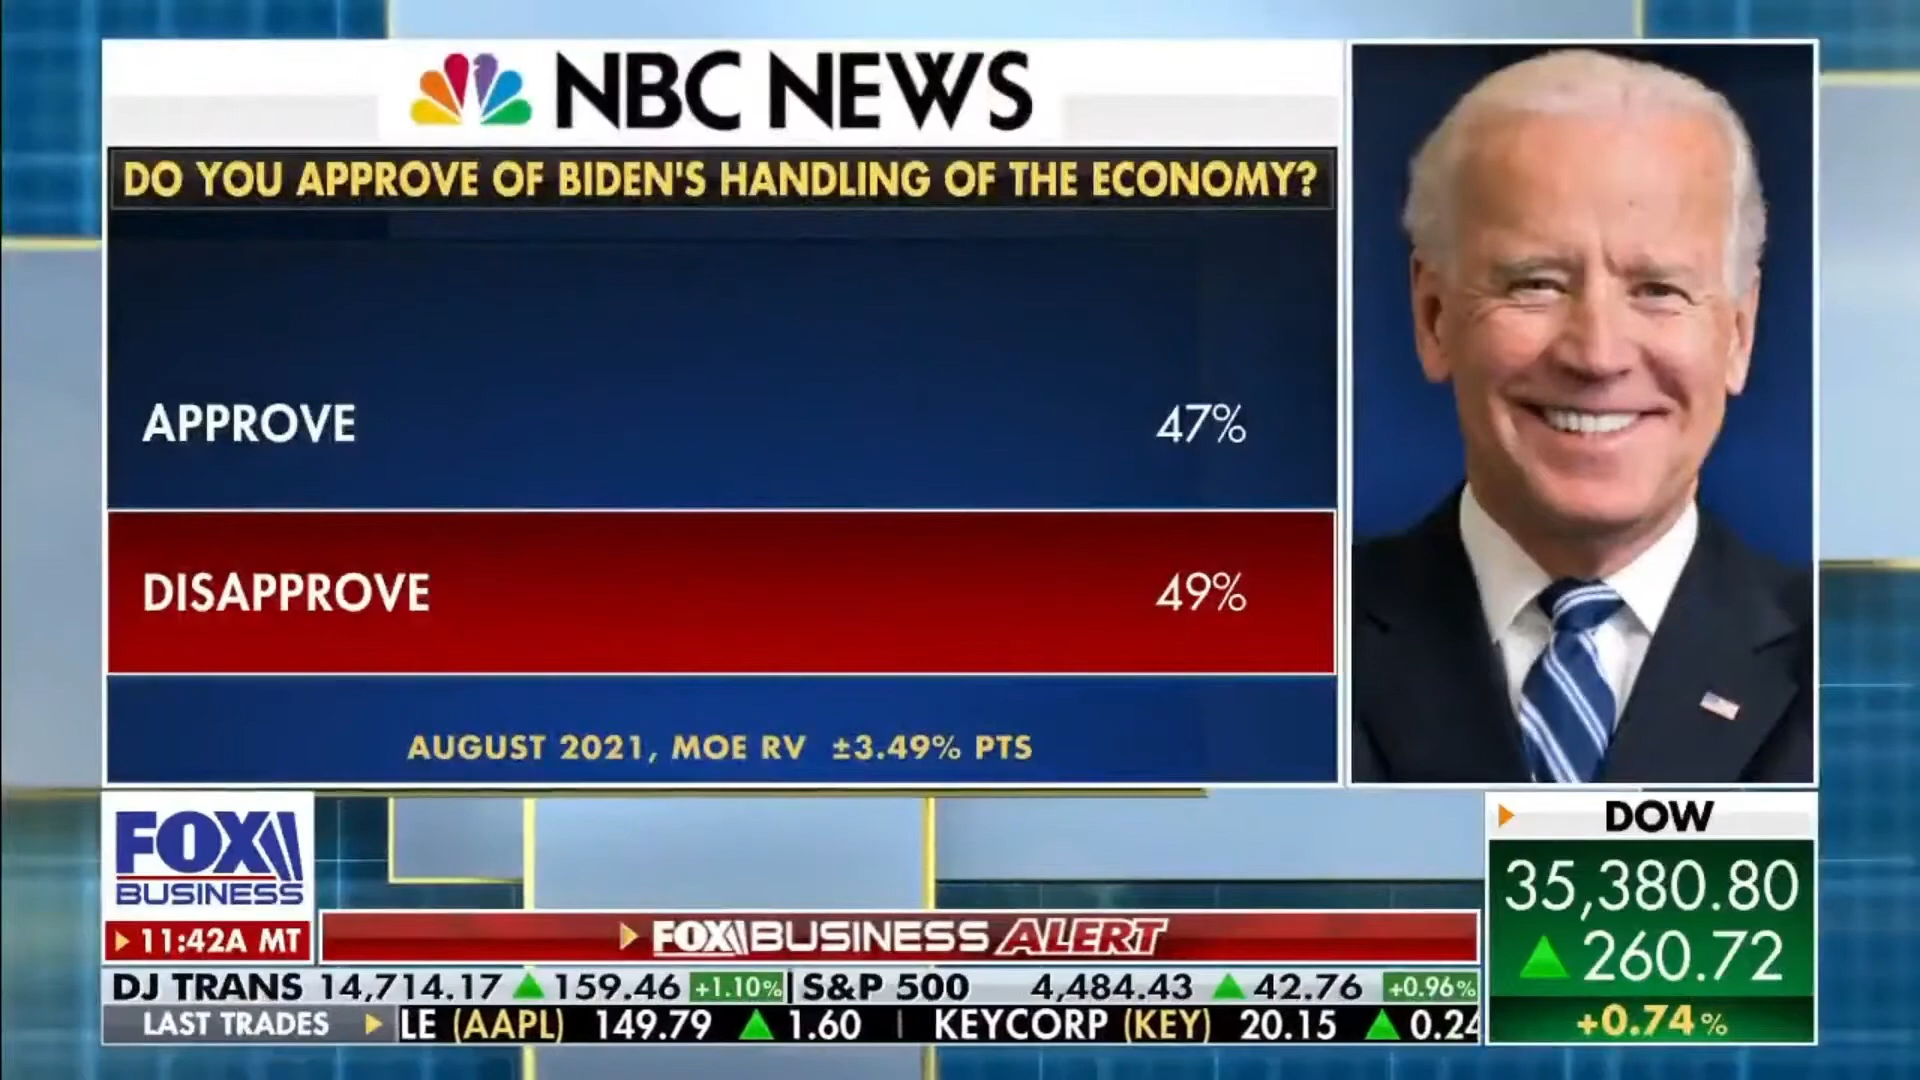 NBC NEWS
DO YOU APPROVE OF BIDEN'S HANDLING OF THE ECONOMY?
APPROVE 47%
DISAPPROVE 49%
AUGUST 2021, MOE RV ±3.49% PTS
FOX BUSINESS
11:42A MT
FOX BUSINESS ALERT
DOW
35,380.80
260.72
+0.74%
DJ TRANS 14,714.17 159.46 +1.10% S&P 500 4,484.43 42.76 +0.96%
LAST TRADES LE (AAPL) 149.79 1.60 KEYCORP (KEY) 20.15 0.24